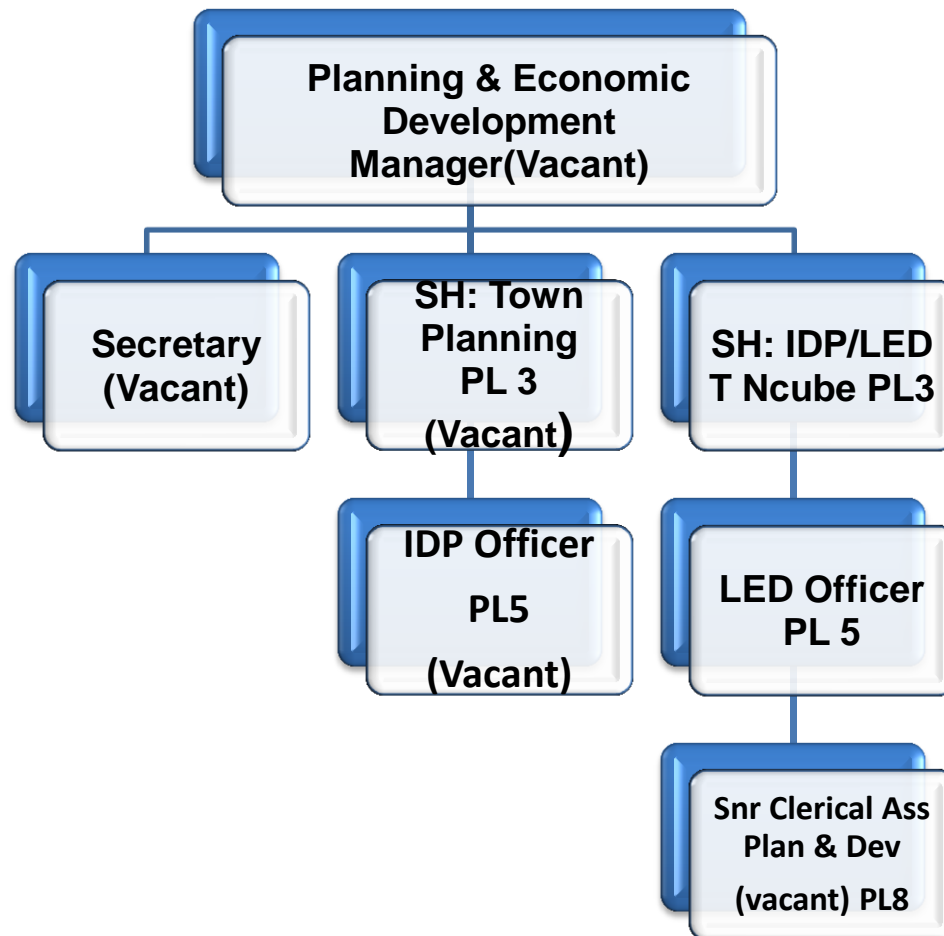 Planning & Economic
Development
Manager(Vacant)
Secretary
(Vacant)
SH: Town
Planning
PL 3
(Vacant)
SH: IDP/LED
T Ncube PL3
IDP Officer
PL5
(Vacant)
LED Officer
PL 5
Snr Clerical Ass
Plan & Dev
(vacant) PL8